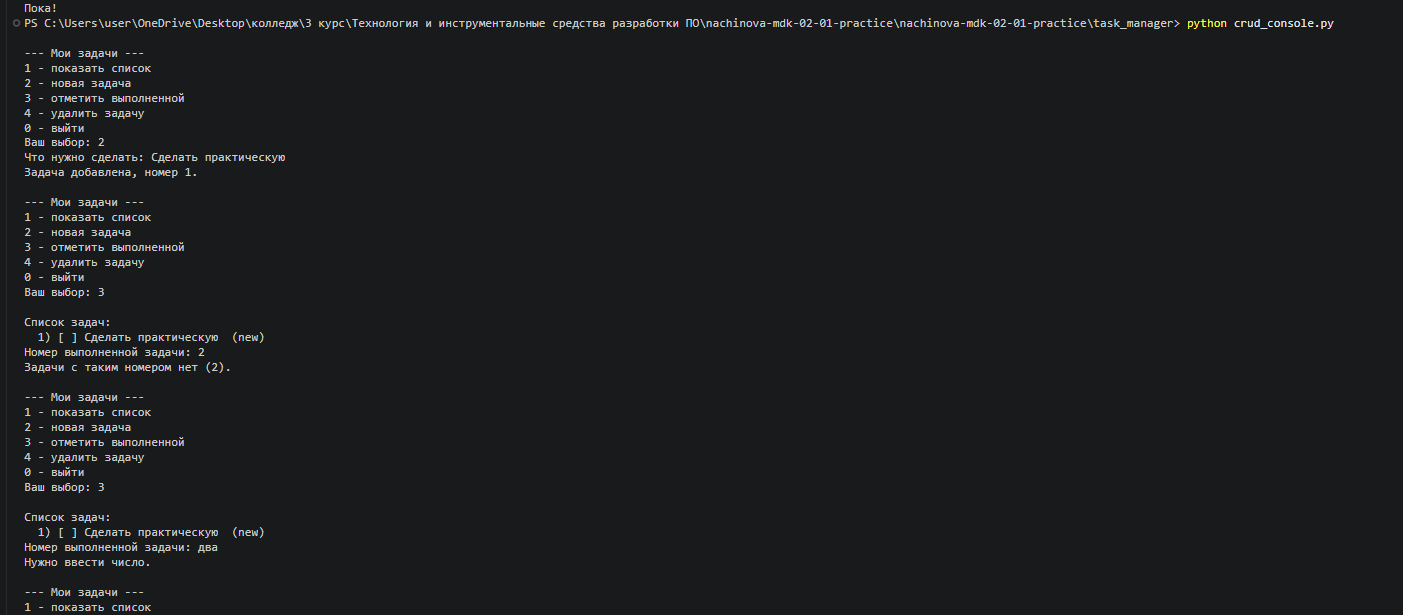 Пока!
PS C:\Users\user\OneDrive\Desktop\колледж\3 курс\Технология и инструментальные средства разработки ПО\nachinova-mdk-02-01-practice\nachinova-mdk-02-01-practice\task_manager> python crud_console.py
--- Мои задачи ---
1 - показать список
2 - новая задача
3 - отметить выполненной
4 - удалить задачу
0 - выйти
Ваш выбор: 2
Что нужно сделать: Сделать практическую
Задача добавлена, номер 1.
--- Мои задачи ---
1 - показать список
2 - новая задача
3 - отметить выполненной
4 - удалить задачу
0 - выйти
Ваш выбор: 3
Список задач:
1) [ ] Сделать практическую  (new)
Номер выполненной задачи: 2
Задачи с таким номером нет (2).
--- Мои задачи ---
1 - показать список
2 - новая задача
3 - отметить выполненной
4 - удалить задачу
0 - выйти
Ваш выбор: 3
Список задач:
1) [ ] Сделать практическую  (new)
Номер выполненной задачи: два
Нужно ввести число.
--- Мои задачи ---
1 - показать список